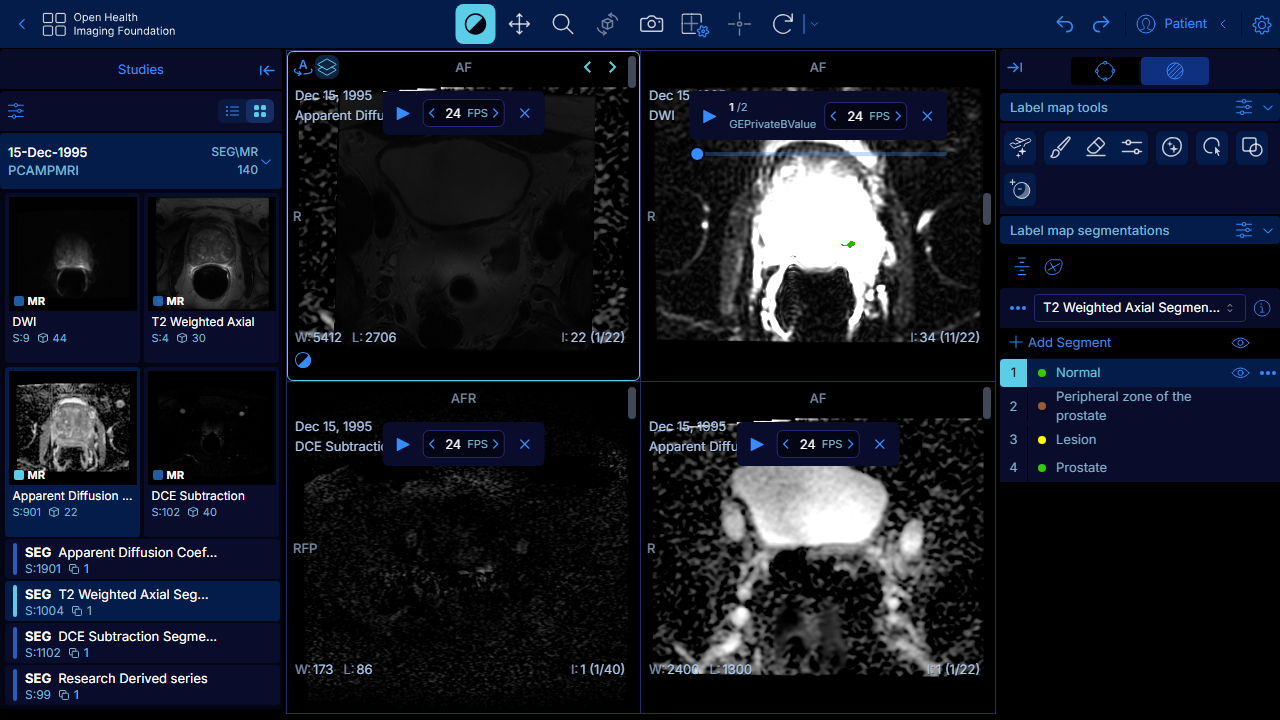 Open Health
Imaging Foundation
Patient
Studies
15-Dec-1995
SEG\MR
PCAMPMRI
140
MR
DWI
S:9 44
MR
T2 Weighted Axial
S:4 30
MR
Apparent Diffusion ...
S:901 22
MR
DCE Subtraction
S:102 40
SEG Apparent Diffusion Coef...
S:1901 1
SEG T2 Weighted Axial Seg...
S:1004 1
SEG DCE Subtraction Segme...
S:1102 1
SEG Research Derived series
S:99 1
A
AF
Dec 15, 1995
Apparent Diffu
24 FPS
R
W:5412 L:2706
I:22 (1/22)
AF
Dec 15
DWI
1/2
GEPrivateBValue
24 FPS
R
I:34 (11/22)
AFR
Dec 15, 1995
DCE Subtractic
24 FPS
RFP
W:173 L:86
I:1 (1/40)
AF
Dec 15, 1995
Apparent Diffu
24 FPS
R
W:2400 L:1300
I:1 (1/22)
Label map tools
Label map segmentations
T2 Weighted Axial Segmen...
Add Segment
1 Normal
2 Peripheral zone of the
prostate
3 Lesion
4 Prostate